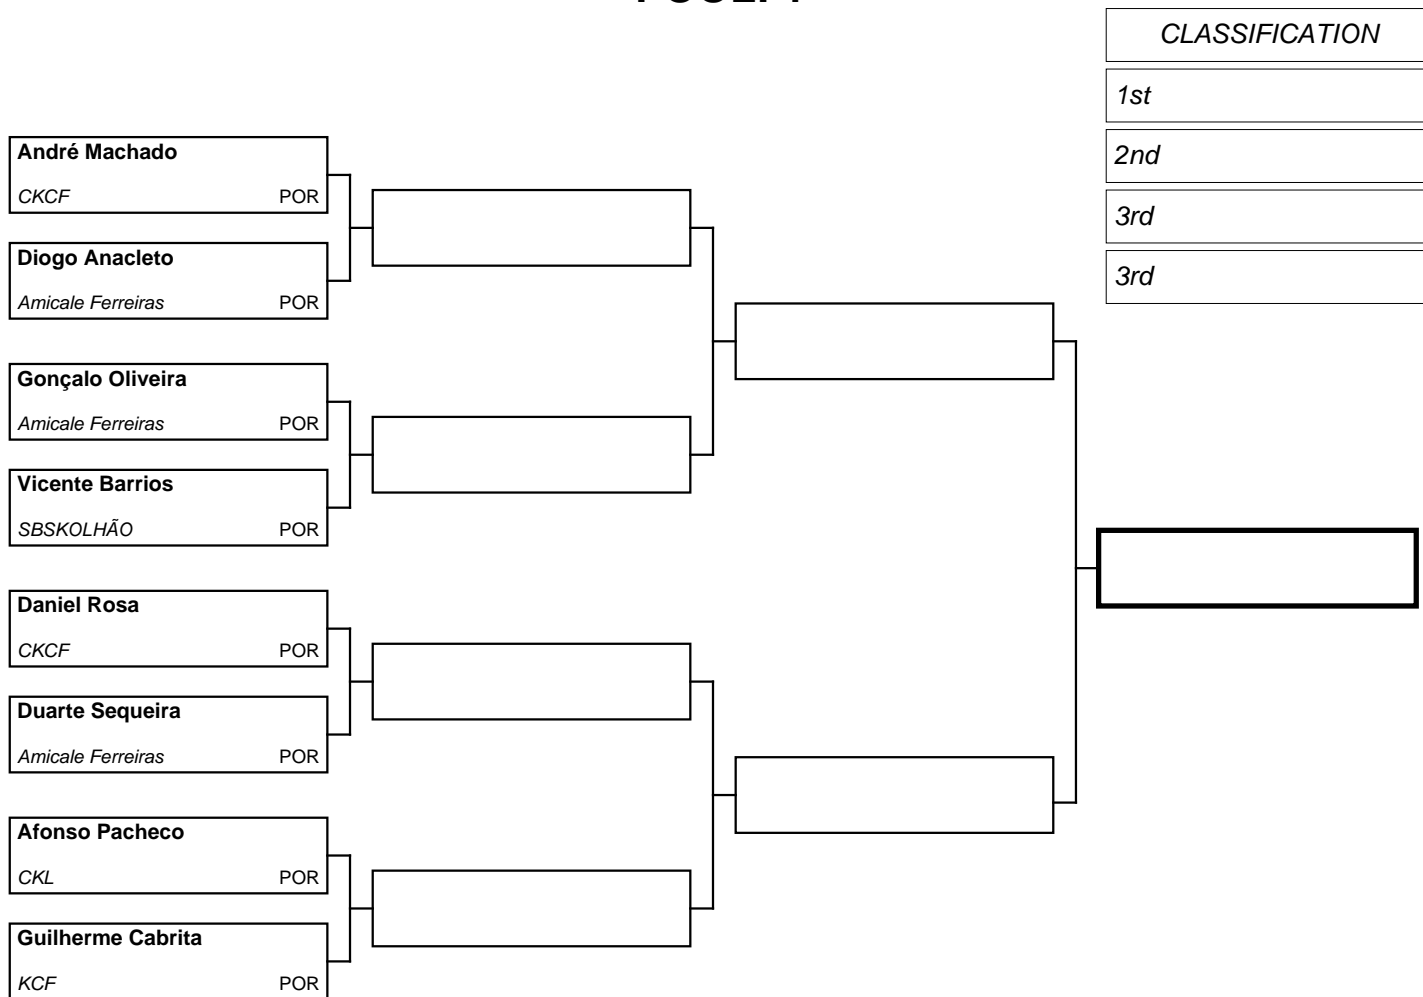 CLASSIFICATION
1st
2nd
3rd
3rd
André Machado
CKCF POR
Diogo Anacleto
Amicale Ferreiras POR
Gonçalo Oliveira
Amicale Ferreiras POR
Vicente Barrios
SBSKOLHÃO POR
Daniel Rosa
CKCF POR
Duarte Sequeira
Amicale Ferreiras POR
Afonso Pacheco
CKL POR
Guilherme Cabrita
KCF POR